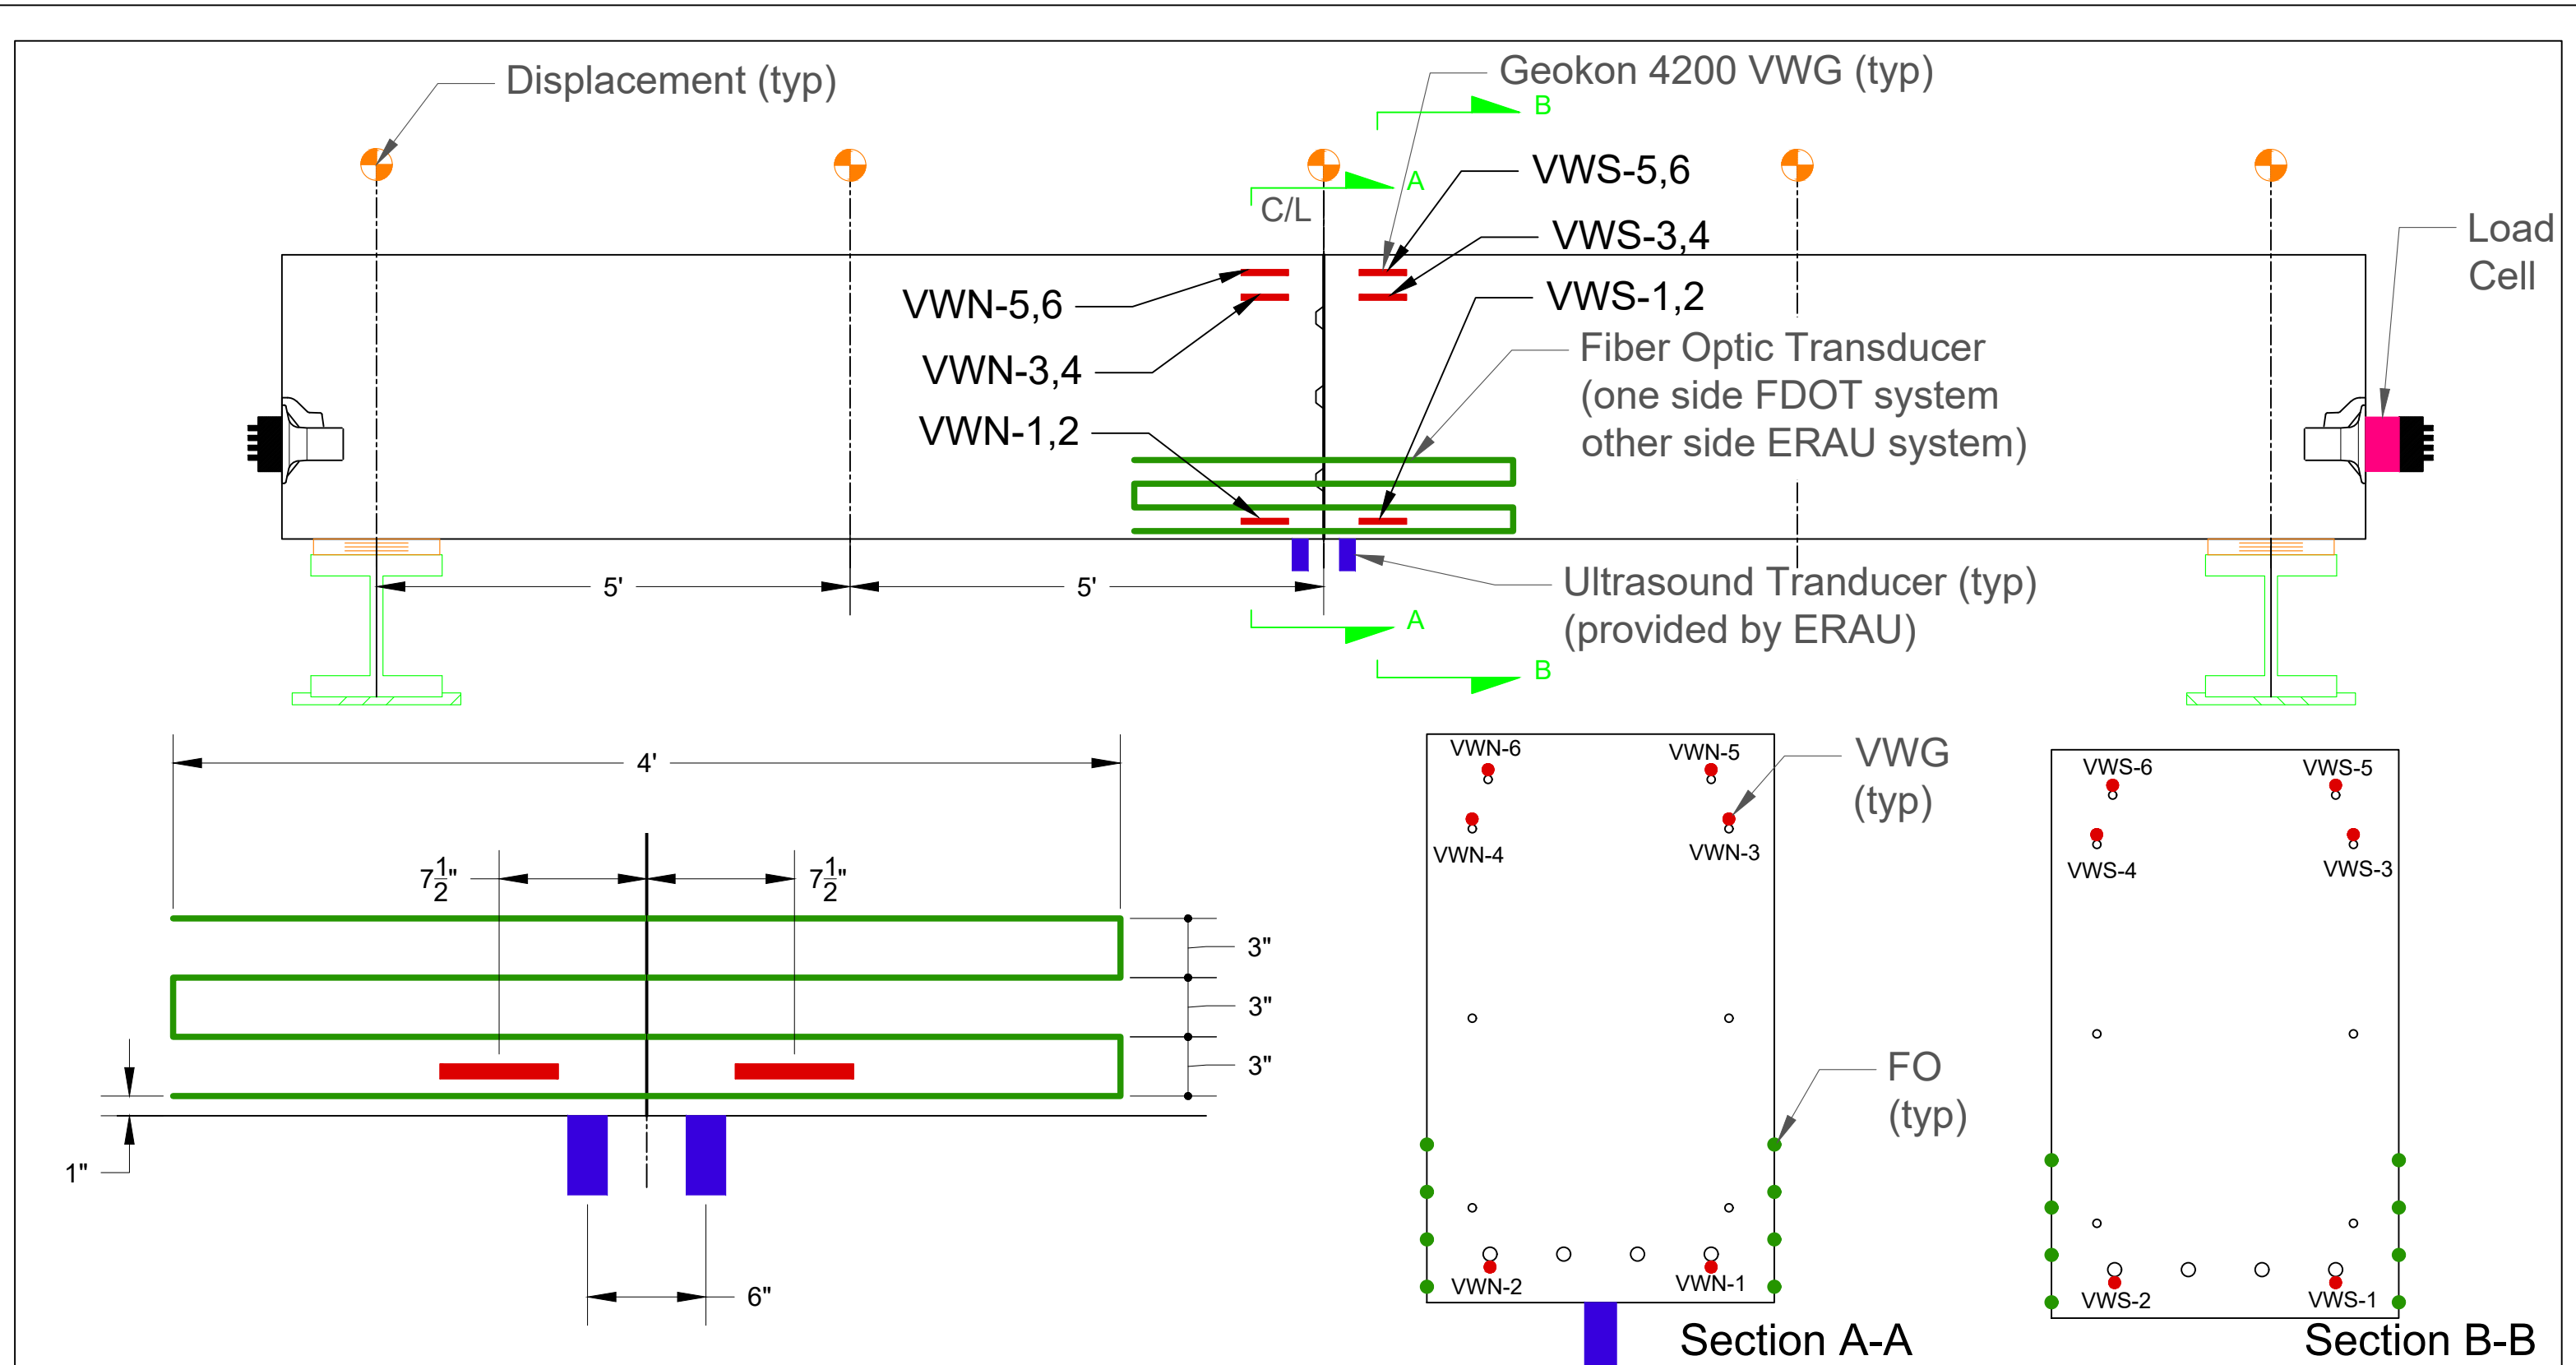 Displacement (typ)
Geokon 4200 VWG (typ)
B
A
C/L
VWS-5,6
VWS-3,4
VWS-1,2
Load
Cell
VWN-5,6
VWN-3,4
VWN-1,2
Fiber Optic Transducer
(one side FDOT system
other side ERAU system)
5'
5'
Ultrasound Tranducer (typ)
(provided by ERAU)
A
B
4'
7 1/2"
7 1/2"
3"
3"
3"
1"
6"
VWN-6
VWN-5
VWG
(typ)
VWN-4
VWN-3
FO
(typ)
VWN-2
VWN-1
Section A-A
VWS-6
VWS-5
VWS-4
VWS-3
VWS-2
VWS-1
Section B-B